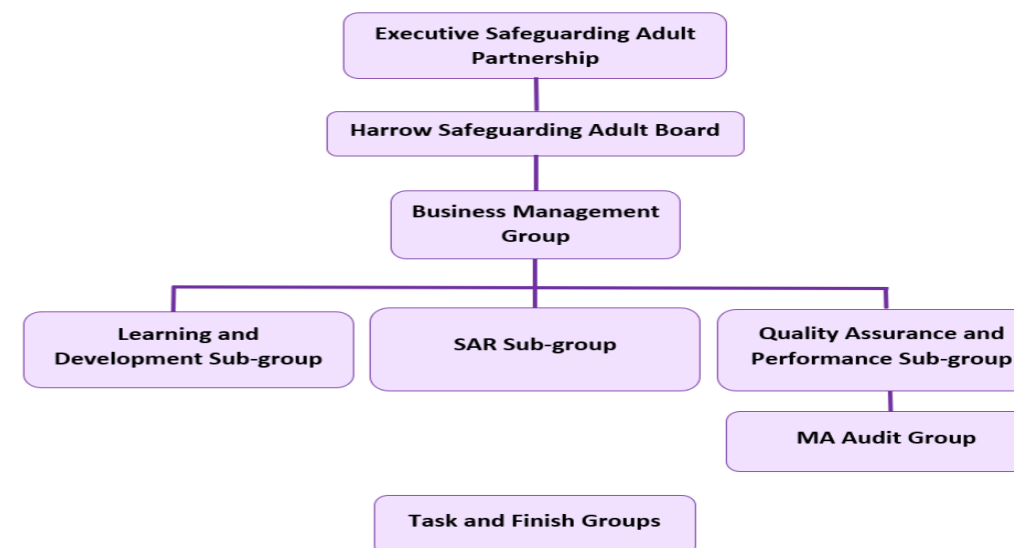 Executive Safeguarding Adult
Partnership
Harrow Safeguarding Adult Board
Business Management
Group
Learning and
Development Sub-group
SAR Sub-group
Quality Assurance and
Performance Sub-group
MA Audit Group
Task and Finish Groups